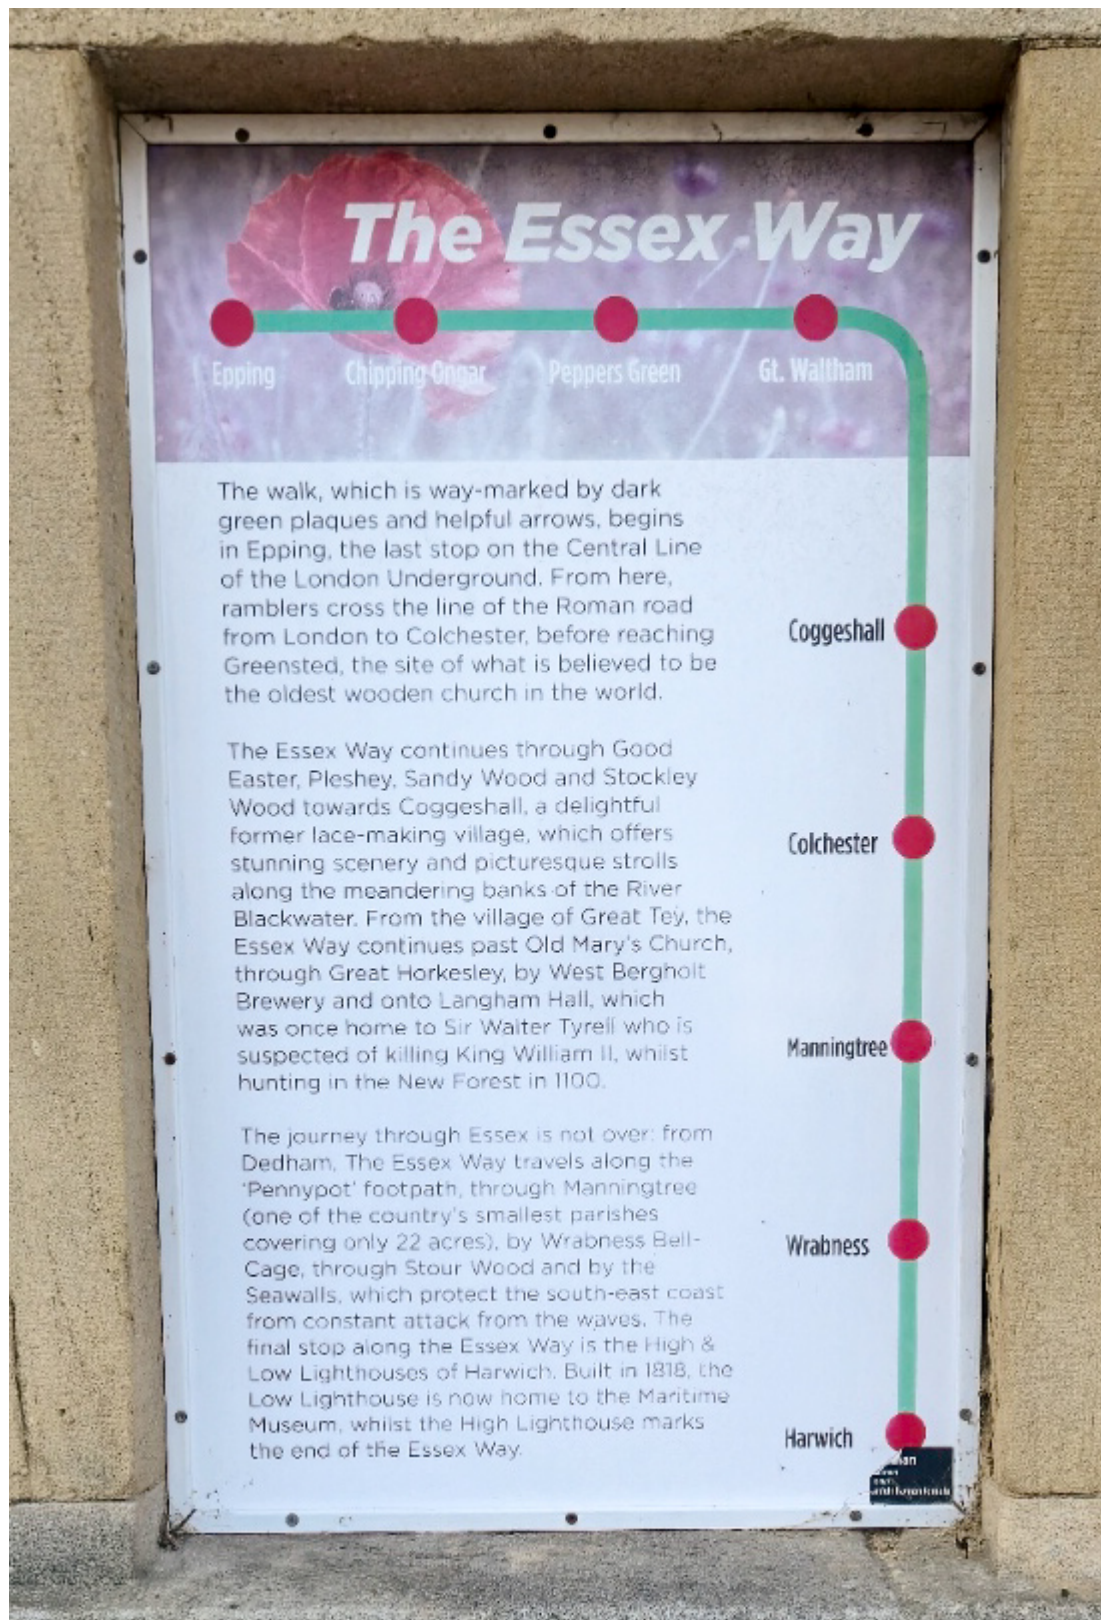 The Essex Way
Epping
Chipping Ongar
Peppers Green
Gt. Waltham
The walk, which is way-marked by dark
green plaques and helpful arrows, begins
in Epping, the last stop on the Central Line
of the London Underground. From here,
ramblers cross the line of the Roman road
from London to Colchester, before reaching
Greensted, the site of what is believed to be
the oldest wooden church in the world.
The Essex Way continues through Good
Easter, Pleshey, Sandy Wood and Stockley
Wood towards Coggeshall, a delightful
former lace-making village, which offers
stunning scenery and picturesque strolls
along the meandering banks of the River
Blackwater. From the village of Great Tey, the
Essex Way continues past Old Mary's Church,
through Great Horkesley, by West Bergholt
Brewery and onto Langham Hall, which
was once home to Sir Walter Tyrell who is
suspected of killing King William II, whilst
hunting in the New Forest in 1100.
The journey through Essex is not over: from
Dedham, The Essex Way travels along the
'Pennypot' footpath, through Manningtree
(one of the country's smallest parishes
covering only 22 acres), by Wrabness Bell-
Cage, through Stour Wood and by the
Seawalls, which protect the south-east coast
from constant attack from the waves. The
final stop along the Essex Way is the High &
Low Lighthouses of Harwich. Built in 1818, the
Low Lighthouse is now home to the Maritime
Museum, whilst the High Lighthouse marks
the end of the Essex Way.
Coggeshall
Colchester
Manningtree
Wrabness
Harwich